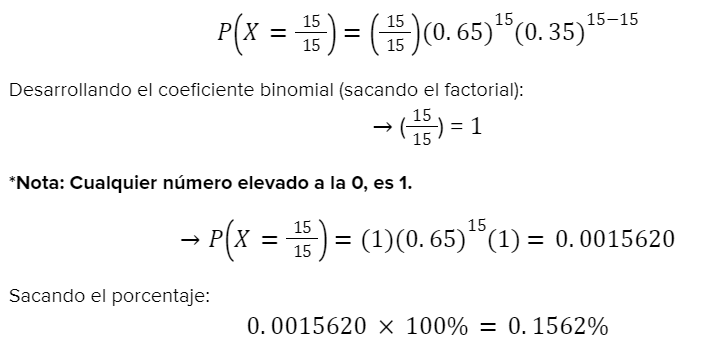 P(X = 15/15) = (15/15)(0.65)^15(0.35)^15−15
Desarrollando el coeficiente binomial (sacando el factorial):
→ (15/15) = 1
*Nota: Cualquier número elevado a la 0, es 1.
→ P(X = 15/15) = (1)(0.65)^15(1) = 0.0015620
Sacando el porcentaje:
0.0015620 × 100% = 0.1562%